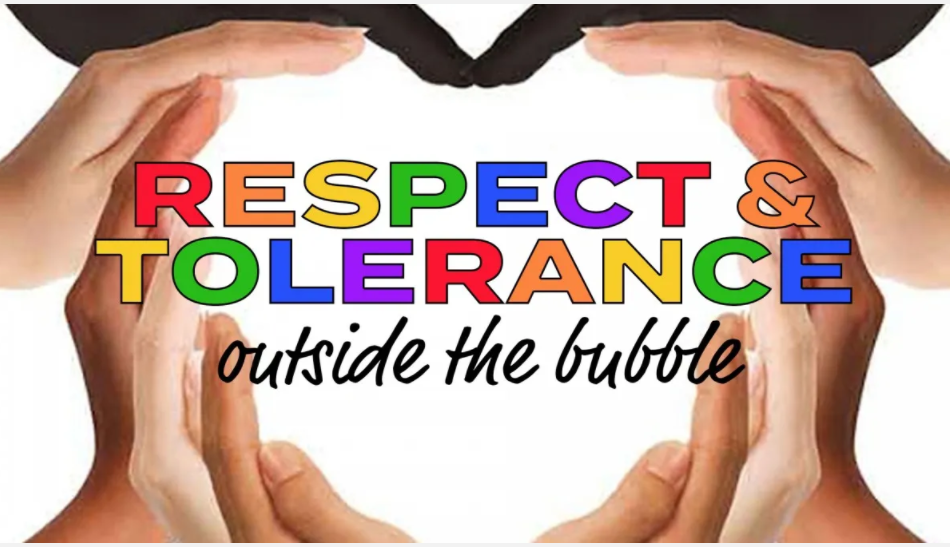 RESPECT &
TOLERANCE
outside the bubble